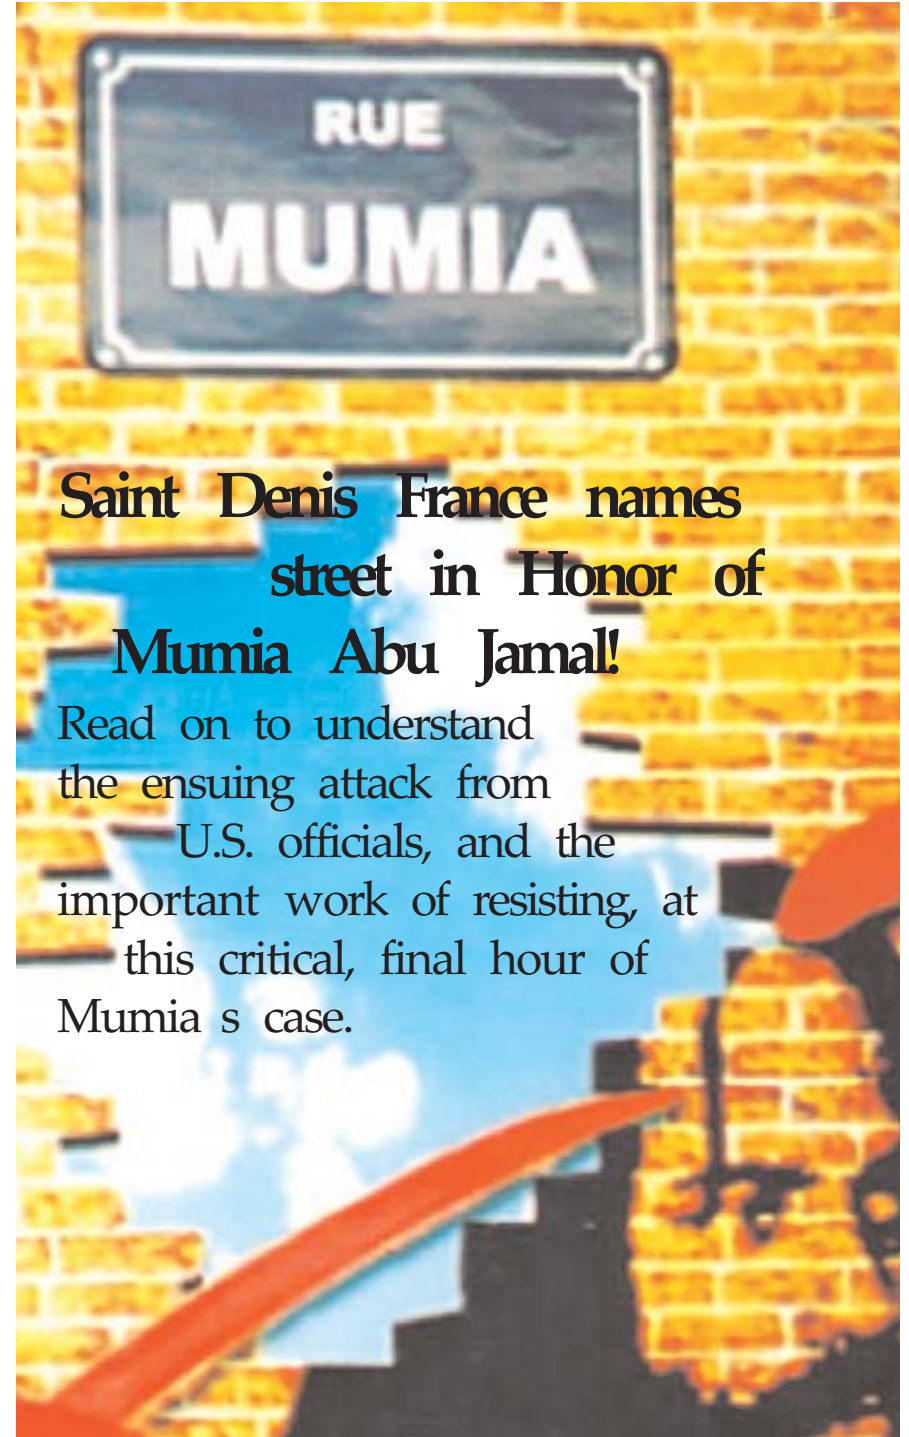 RUE
MUMIA
Saint Denis France names
street in Honor of
Mumia Abu Jamal!
Read on to understand
the ensuing attack from
U.S. officials, and the
important work of resisting, at
this critical, final hour of
Mumia s case.